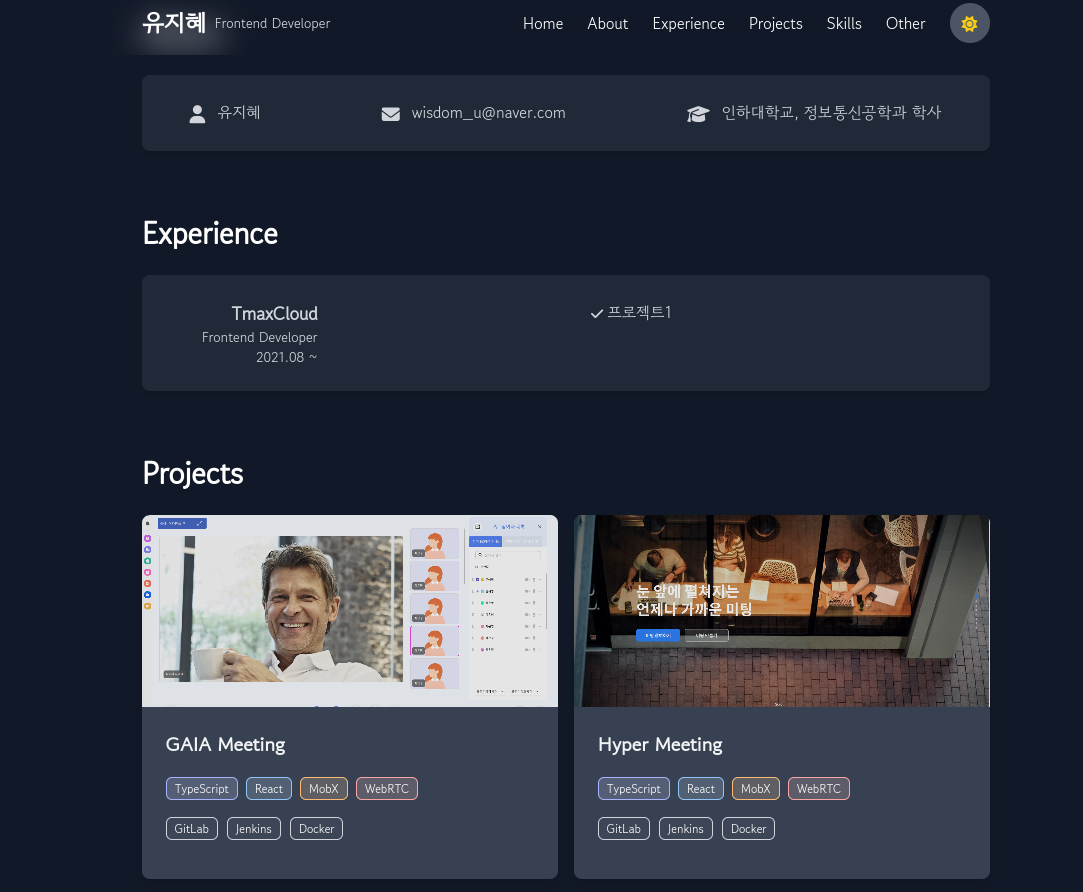 유지혜 Frontend Developer Home About Experience Projects Skills Other
유지혜 wisdom_u@naver.com 인하대학교, 정보통신공학과 학사
Experience
TmaxCloud
Frontend Developer
2021.08 ~
프로젝트1
Projects
눈 앞에 펼쳐지는
언제나 가까운 미팅
GAIA Meeting
TypeScript React MobX WebRTC
GitLab Jenkins Docker
Hyper Meeting
TypeScript React MobX WebRTC
GitLab Jenkins Docker